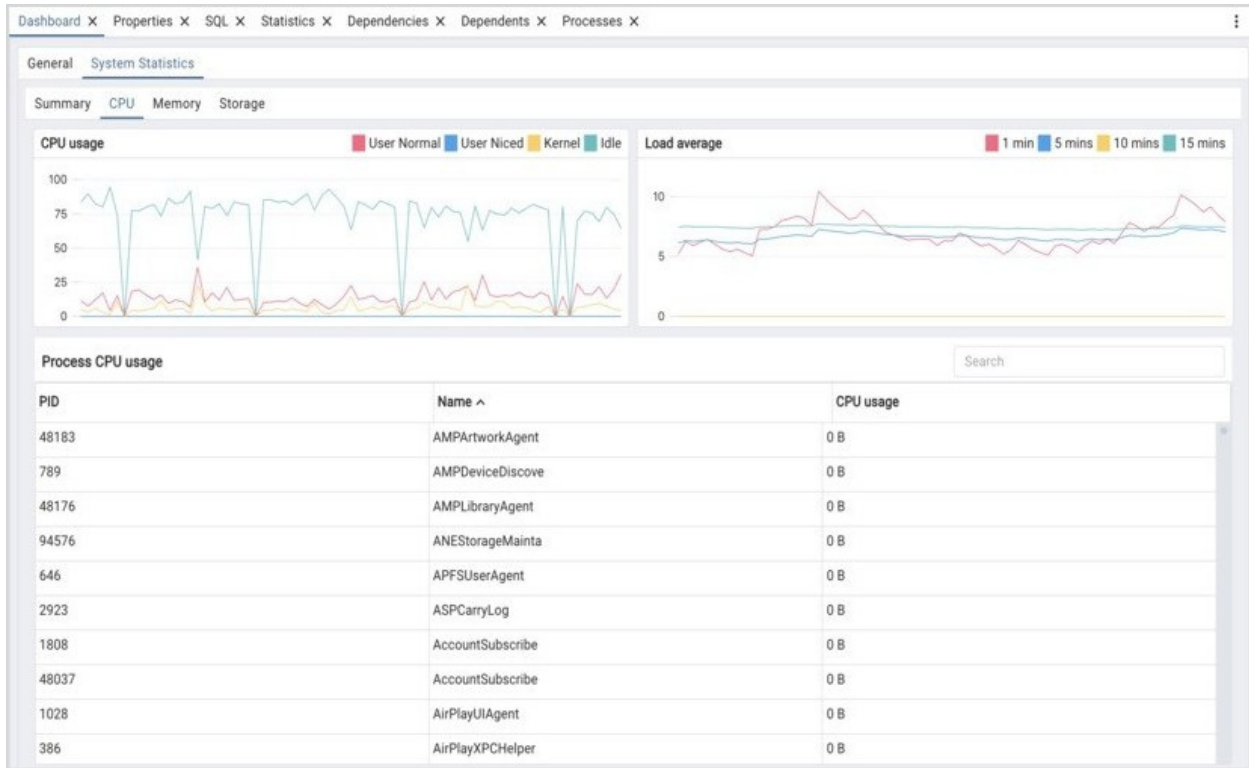 Dashboard X Properties X SQL X Statistics X Dependencies X Dependents X Processes X
General System Statistics
Summary CPU Memory Storage
CPU usage User Normal User Niced Kernel Idle
100
75
50
25
0
Load average 1 min 5 mins 10 mins 15 mins
10
5
0
Process CPU usage Search
PID Name CPU usage
48183 AMPArtworkAgent 0 B
789 AMPDeviceDiscove 0 B
48176 AMPLibraryAgent 0 B
94576 ANEStorageMainta 0 B
646 APFSUserAgent 0 B
2923 ASPCarryLog 0 B
1808 AccountSubscribe 0 B
48037 AccountSubscribe 0 B
1028 AirPlayUIAgent 0 B
386 AirPlayXPCHelper 0 B